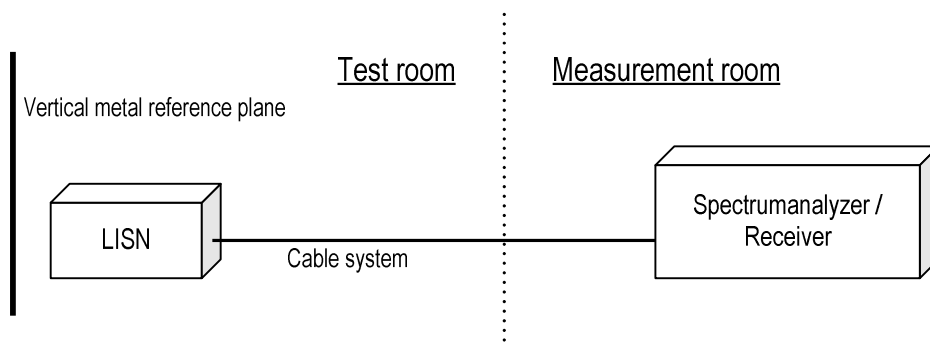 Test room
Measurement room
Vertical metal reference plane
LISN
Spectrumanalyzer /
Receiver
Cable system